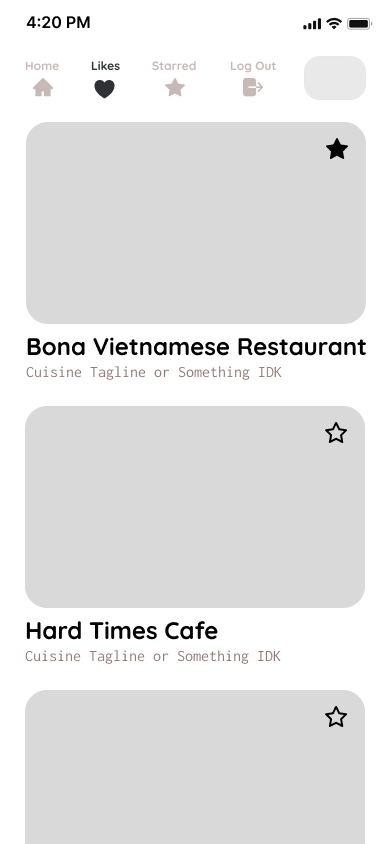 4:20 PM
Home Likes Starred Log Out
Bona Vietnamese Restaurant
Cuisine Tagline or Something IDK
Hard Times Cafe
Cuisine Tagline or Something IDK